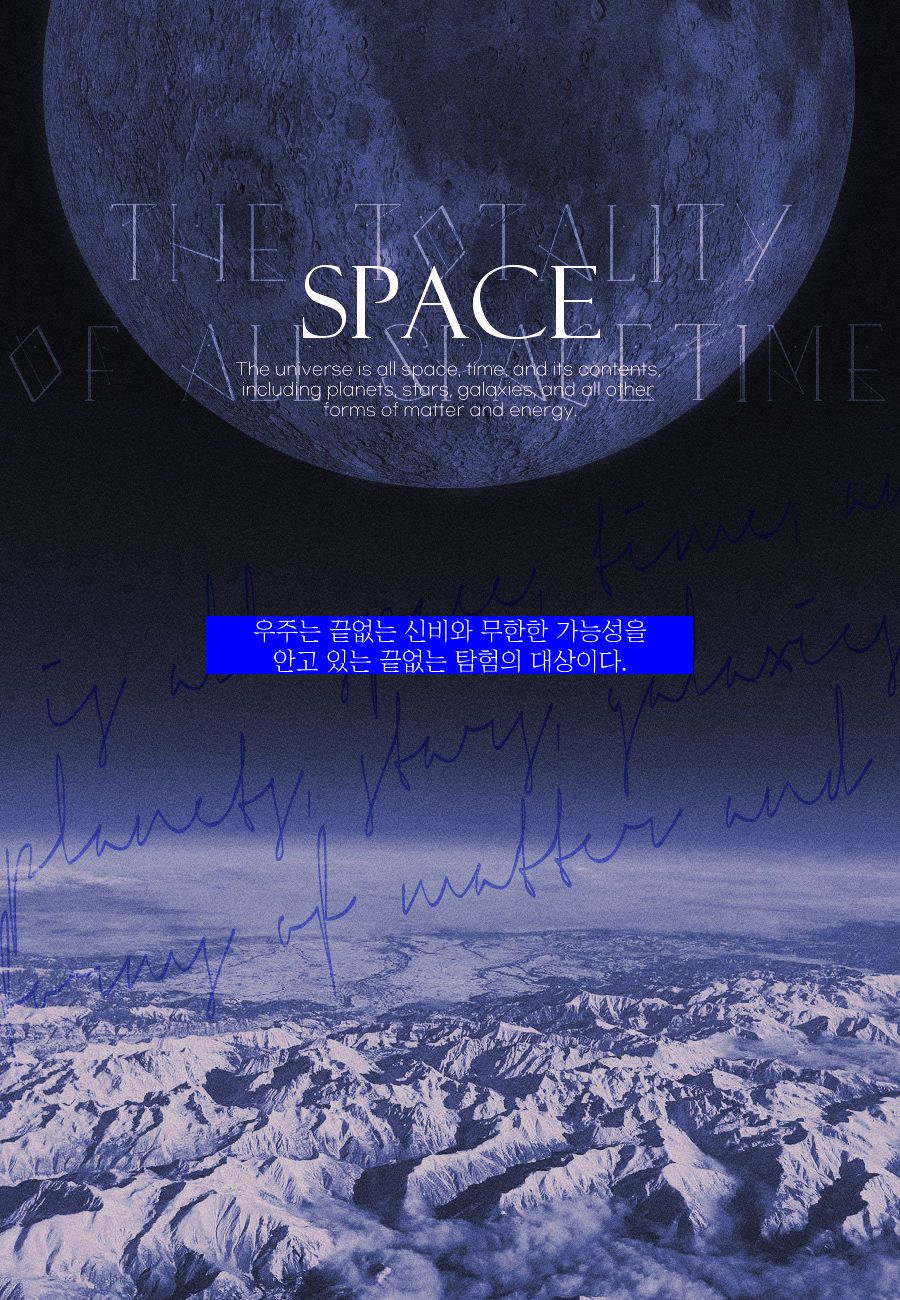 THE TOTALITY
SPACE
OF ALL SPACETIME
The universe is all space, time, and its contents,
including planets, stars, galaxies, and all other
forms of matter and energy.
is all space, time,
우주는 끝없는 신비와 무한한 가능성을
안고 있는 끝없는 탐험의 대상이다.
planets, stars, galaxies
forms of matter and